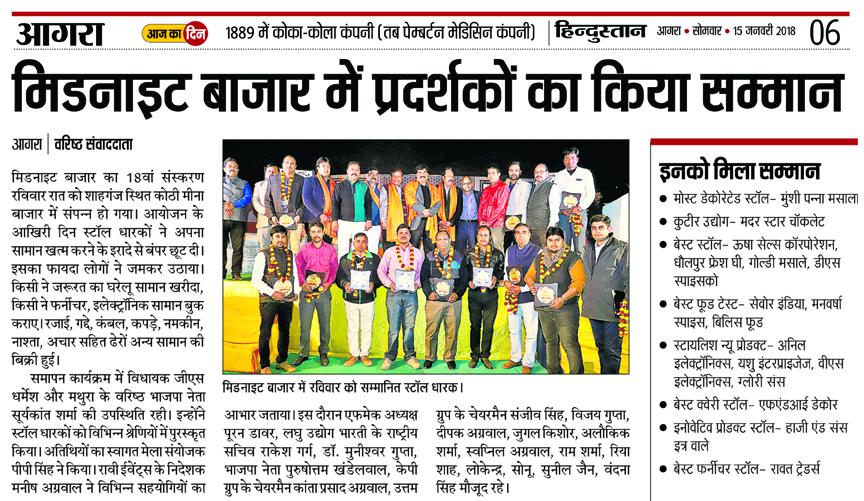 आगरा
आज का दिन
1889 में कोका-कोला कंपनी (तब पेम्बर्टन मेडिसिन कंपनी)
हिन्दुस्तान
आगरा • सोमवार • 15 जनवरी 2018
06
मिडनाइट बाजार में प्रदर्शकों का किया सम्मान
आगरा | वरिष्ठ संवाददाता
मिडनाइट बाजार का 18वां संस्करण
रविवार रात को शाहगंज स्थित कोठी मीना
बाजार में संपन्न हो गया। आयोजन के
आखिरी दिन स्टॉल धारकों ने अपना
सामान खत्म करने के इरादे से बंपर छूट दी।
इसका फायदा लोगों ने जमकर उठाया।
किसी ने जरूरत का घरेलू सामान खरीदा,
किसी ने फर्नीचर, इलेक्ट्रॉनिक सामान बुक
कराए। रजाई, गद्दे, कंबल, कपड़े, नमकीन,
नाश्ता, अचार सहित ढेरों अन्य सामान की
बिक्री हुई।
समापन कार्यक्रम में विधायक जीएस
धर्मेश और मथुरा के वरिष्ठ भाजपा नेता
सूर्यकांत शर्मा की उपस्थिति रही। इन्होंने
स्टॉल धारकों को विभिन्न श्रेणियों में पुरस्कृत
किया। अतिथियों का स्वागत मेला संयोजक
पीपी सिंह ने किया। रावी ईवेंट्स के निदेशक
मनीष अग्रवाल ने विभिन्न सहयोगियों का
मिडनाइट बाजार में रविवार को सम्मानित स्टॉल धारक।
आभार जताया। इस दौरान एफमेक अध्यक्ष
पूरन डावर, लघु उद्योग भारती के राष्ट्रीय
सचिव राकेश गर्ग, डॉ. मुनीश्वर गुप्ता,
भाजपा नेता पुरुषोत्तम खंडेलवाल, केपी
ग्रुप के चेयरमैन कांता प्रसाद अग्रवाल, उत्तम
ग्रुप के चेयरमैन संजीव सिंह, विजय गुप्ता,
दीपक अग्रवाल, जुगल किशोर, अलौकिक
शर्मा, स्वप्निल अग्रवाल, राम शर्मा, रिया
शाह, लोकेन्द्र, सोनू, सुनील जैन, वंदना
सिंह मौजूद रहे।
इनको मिला सम्मान
• मोस्ट डेकोरेटेड स्टॉल– मुंशी पन्ना मसाला
• कुटीर उद्योग– मदर स्टार चॉकलेट
• बेस्ट स्टॉल– ऊषा सेल्स कॉरपोरेशन,
धौलपुर फ्रेश घी, गोल्डी मसाले, डीएस
स्पाइसको
• बेस्ट फूड टेस्ट– सेवोर इंडिया, मनवर्षा
स्पाइस, बिलिस फूड
• स्टायलिश न्यू प्रोडक्ट– अनिल
इलेक्ट्रॉनिक्स, यशु इंटरप्राइजेज, वीएस
इलेक्ट्रॉनिक्स, ग्लोरी संस
• बेस्ट क्वेरी स्टॉल– एफएंडआई डेकोर
• इनोवेटिव प्रोडक्ट स्टॉल– हाजी एंड संस
इत्र वाले
• बेस्ट फर्नीचर स्टॉल– रावत ट्रेडर्स